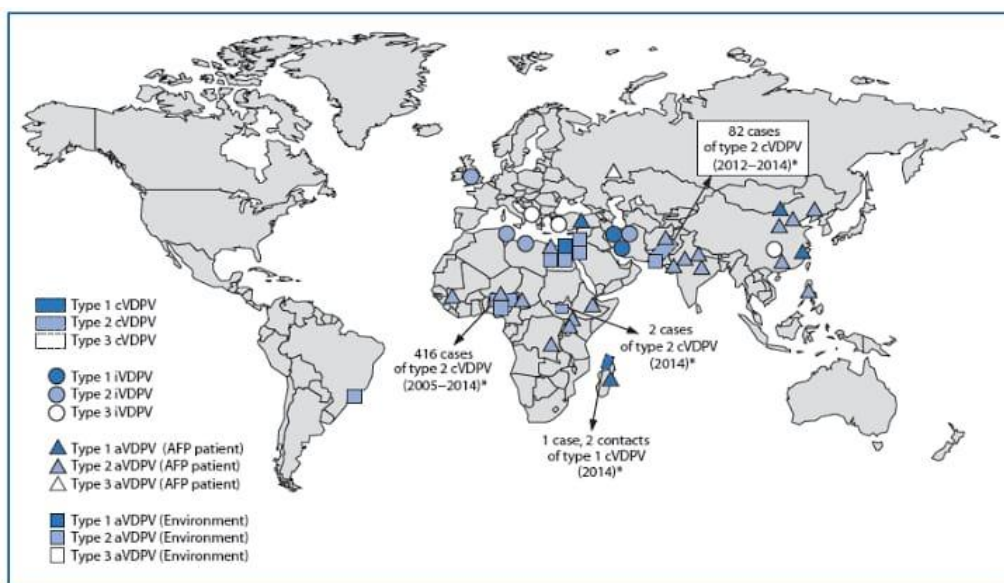 82 cases
of type 2 cVDPV
(2012–2014)*
Type 1 cVDPV
Type 2 cVDPV
Type 3 cVDPV
416 cases
of type 2 cVDPV
(2005–2014)*
2 cases
of type 2 cVDPV
(2014)*
Type 1 iVDPV
Type 2 iVDPV
Type 3 iVDPV
1 case, 2 contacts
of type 1 cVDPV
(2014)*
Type 1 aVDPV (AFP patient)
Type 2 aVDPV (AFP patient)
Type 3 aVDPV (AFP patient)
Type 1 aVDPV (Environment)
Type 2 aVDPV (Environment)
Type 3 aVDPV (Environment)